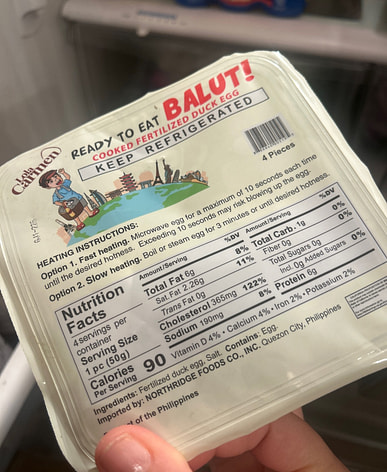 Von Carmen
READY TO EAT BALUT!
COOKED FERTILIZED DUCK EGG
KEEP REFRIGERATED
4 Pieces
HEATING INSTRUCTIONS:
Option 1. Fast heating: Microwave egg for a maximum of 10 seconds each time
until the desired hotness. Exceeding 10 seconds may risk blowing up the egg
Option 2. Slow heating. Boil or steam egg for 3 minutes or until desired hotness.
Nutrition
Facts
4 servings per
container
Serving Size
1 pc (50g)
Calories
Per Serving 90
Amount/Serving %DV
Total Fat 6g 8%
Sat.Fat 2.26g 11%
Trans Fat 0g
Cholesterol 365mg 122%
Sodium 190mg 8%
Amount/Serving %DV
Total Carb. 1g 0%
Fiber 0g 0%
Total Sugars 0g
Incl.0g Added Sugars 0%
Protein 6g
Vitamin D 4% • Calcium 4% • Iron 2% • Potassium 2%
Ingredients: Fertilized duck egg, Salt. Contains: Egg.
Imported by: NORTHRIDGE FOODS CO., INC. Quezon City, Philippines
of the Philippines